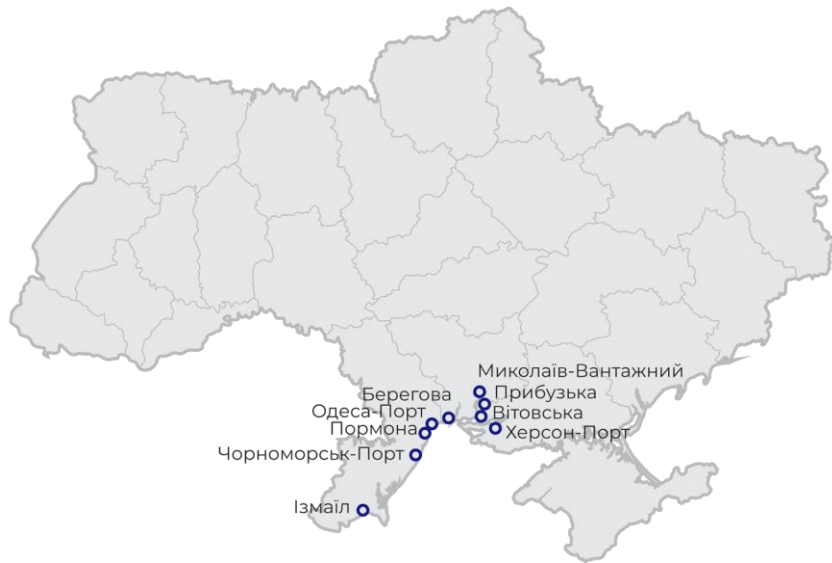 Миколаїв-Вантажний
Берегова
Прибузька
Одеса-Порт
Вітовська
Пормона
Херсон-Порт
Чорноморськ-Порт
Ізмаїл